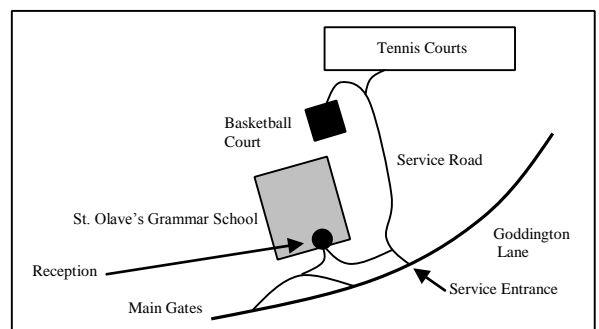 Tennis Courts
Basketball
Court
Service Road
St. Olave's Grammar School
Goddington
Lane
Reception
Service Entrance
Main Gates